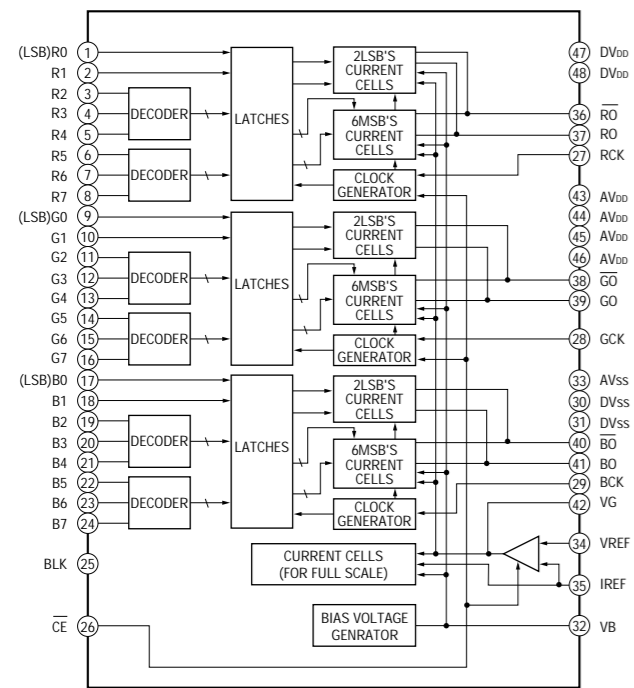 (LSB)R0 1
R1 2
R2 3
R3 4
R4 5
R5 6
R6 7
R7 8
(LSB)G0 9
G1 10
G2 11
G3 12
G4 13
G5 14
G6 15
G7 16
(LSB)B0 17
B1 18
B2 19
B3 20
B4 21
B5 22
B6 23
B7 24
BLK 25
C̅E̅ 26
DECODER
DECODER
LATCHES
2LSB'S
CURRENT
CELLS
6MSB'S
CURRENT
CELLS
CLOCK
GENERATOR
DECODER
DECODER
LATCHES
2LSB'S
CURRENT
CELLS
6MSB'S
CURRENT
CELLS
CLOCK
GENERATOR
DECODER
DECODER
LATCHES
2LSB'S
CURRENT
CELLS
6MSB'S
CURRENT
CELLS
CLOCK
GENERATOR
CURRENT CELLS
(FOR FULL SCALE)
BIAS VOLTAGE
GENRATOR
47 DVDD
48 DVDD
36 R̅O̅
37 RO
27 RCK
43 AVDD
44 AVDD
45 AVDD
46 AVDD
38 G̅O̅
39 GO
28 GCK
33 AVSS
30 DVSS
31 DVSS
40 B̅O̅
41 BO
29 BCK
42 VG
34 VREF
35 IREF
32 VB